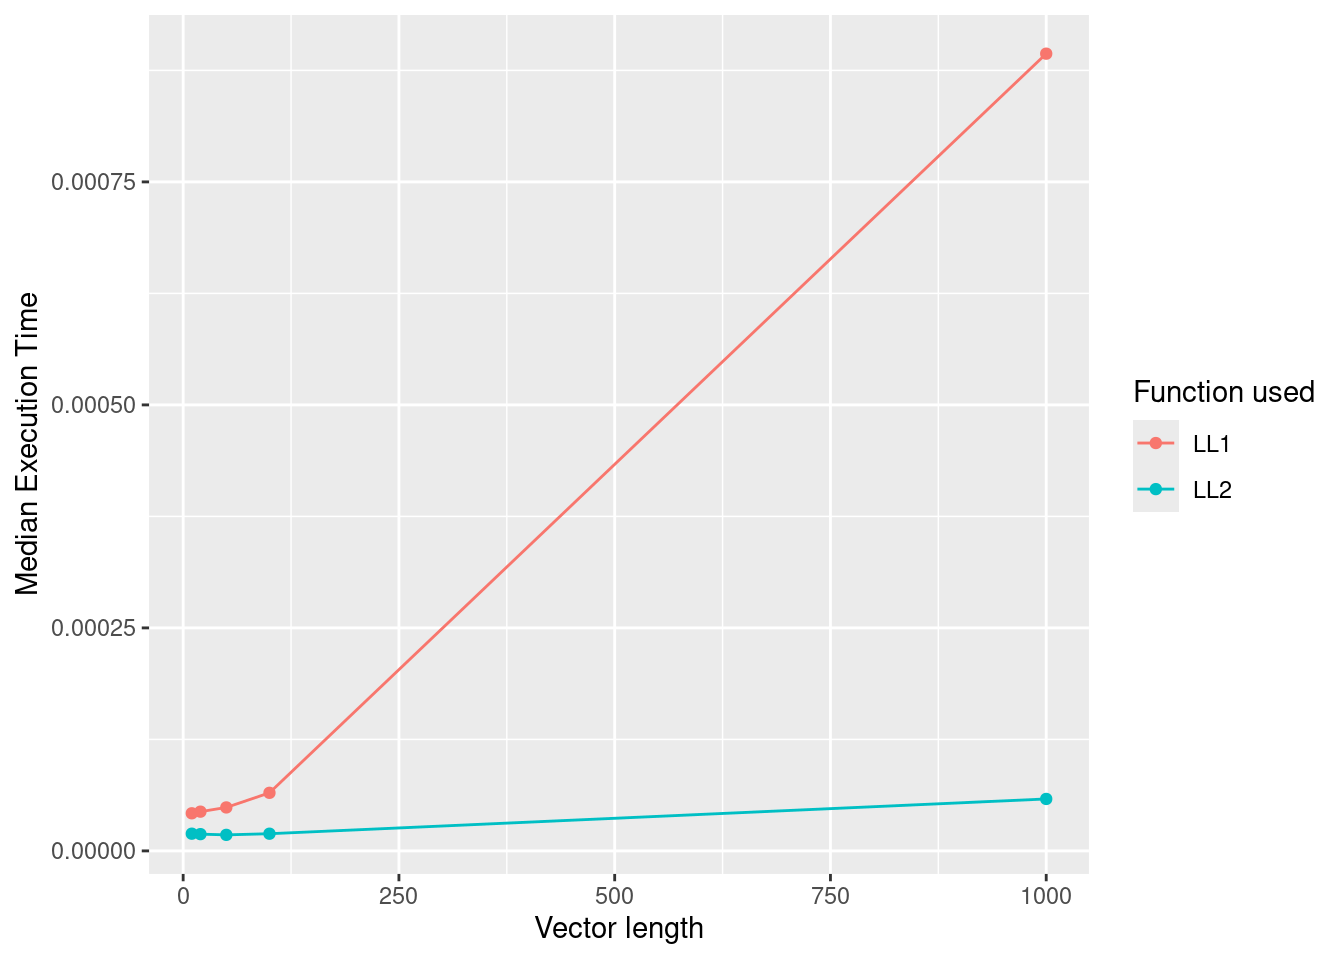 Median Execution Time
0.00075
0.00050
0.00025
0.00000
0 250 500 750 1000
Vector length
Function used
LL1
LL2